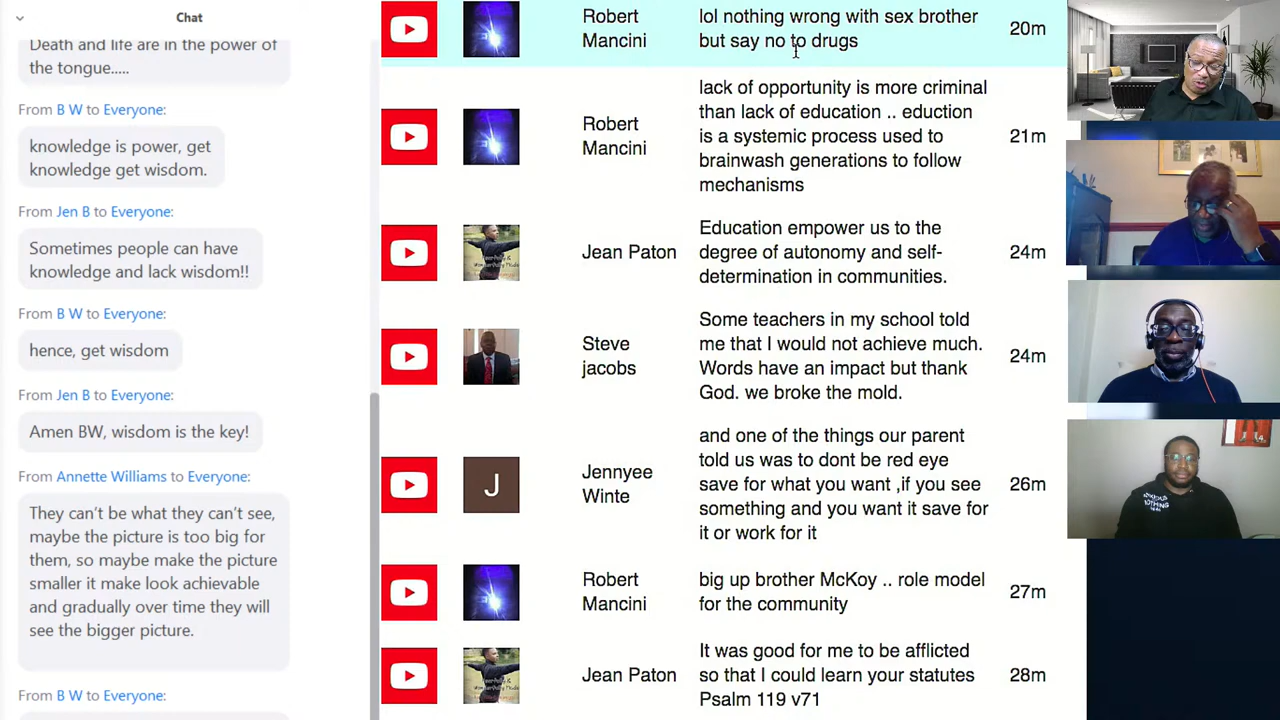 Chat
Death and life are in the power of
the tongue.....
From B W to Everyone:
knowledge is power, get
knowledge get wisdom.
From Jen B to Everyone:
Sometimes people can have
knowledge and lack wisdom!!
From B W to Everyone:
hence, get wisdom
From Jen B to Everyone:
Amen BW, wisdom is the key!
From Annette Williams to Everyone:
They can't be what they can't see,
maybe the picture is too big for
them, so maybe make the picture
smaller it make look achievable
and gradually over time they will
see the bigger picture.
From B W to Everyone:
Robert
Mancini
lol nothing wrong with sex brother
but say no to drugs
20m
Robert
Mancini
lack of opportunity is more criminal
than lack of education .. eduction
is a systemic process used to
brainwash generations to follow
mechanisms
21m
Jean Paton
Education empower us to the
degree of autonomy and self-
determination in communities.
24m
Steve
jacobs
Some teachers in my school told
me that I would not achieve much.
Words have an impact but thank
God. we broke the mold.
24m
J
Jennyee
Winte
and one of the things our parent
told us was to dont be red eye
save for what you want ,if you see
something and you want it save for
it or work for it
26m
Robert
Mancini
big up brother McKoy .. role model
for the community
27m
Jean Paton
It was good for me to be afflicted
so that I could learn your statutes
Psalm 119 v71
28m